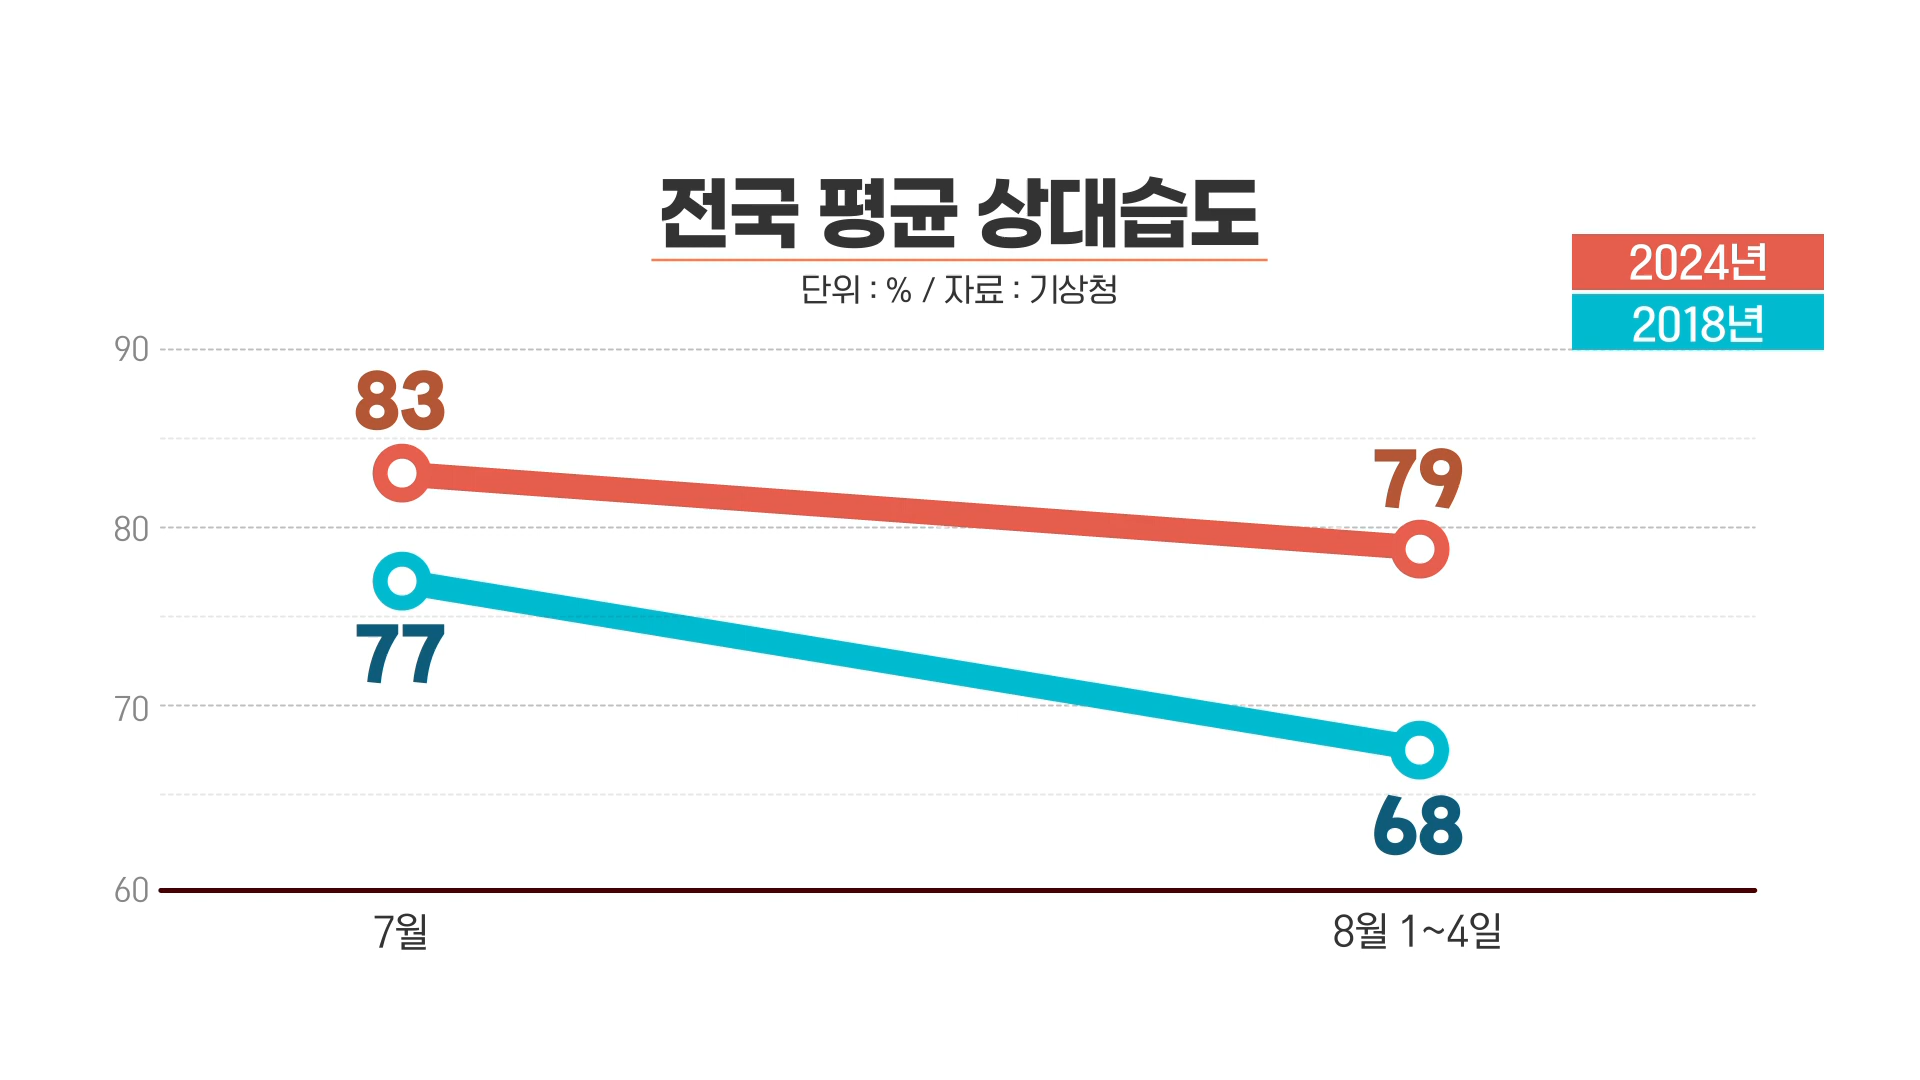 전국 평균 상대습도
단위 : % / 자료 : 기상청
2024년
2018년
90
83
79
80
77
70
68
60
7월
8월 1~4일